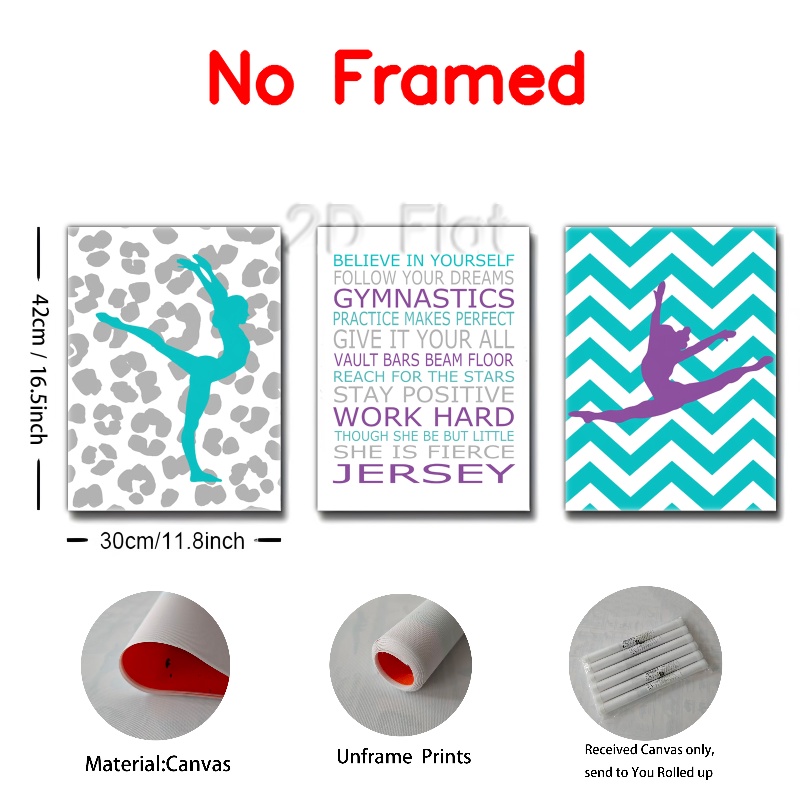 No Framed
2D Flat
BELIEVE IN YOURSELF
FOLLOW YOUR DREAMS
GYMNASTICS
PRACTICE MAKES PERFECT
GIVE IT YOUR ALL
VAULT BARS BEAM FLOOR
REACH FOR THE STARS
STAY POSITIVE
WORK HARD
THOUGH SHE BE BUT LITTLE
SHE IS FIERCE
JERSEY
42cm / 16.5inch
30cm/11.8inch
Material:Canvas
Unframe Prints
Received Canvas only,
send to You Rolled up